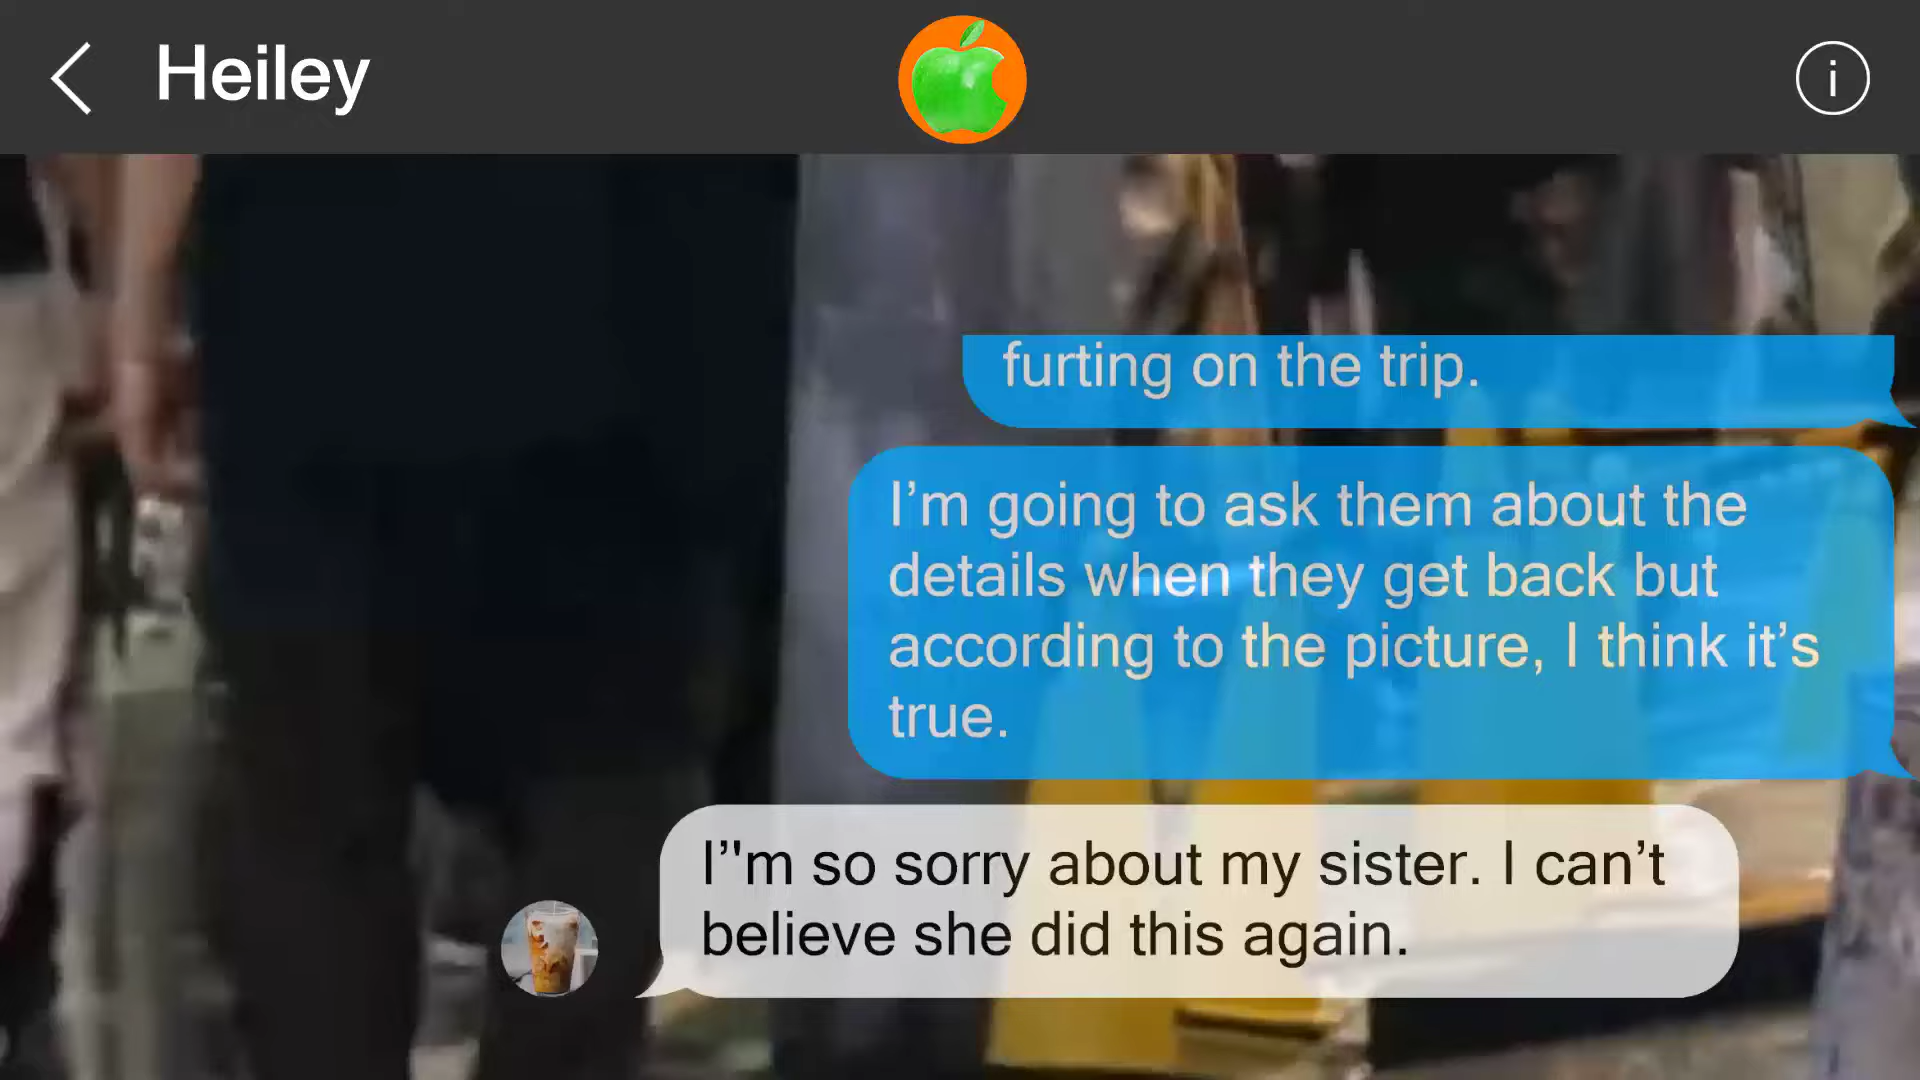 Heiley
i
furting on the trip.
I’m going to ask them about the
details when they get back but
according to the picture, I think it’s
true.
I’'m so sorry about my sister. I can’t
believe she did this again.